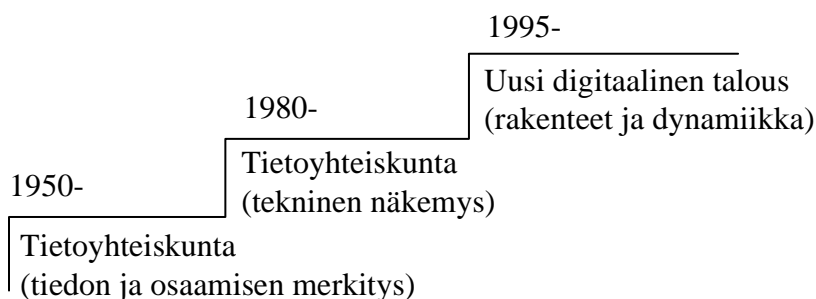 1995-
Uusi digitaalinen talous
(rakenteet ja dynamiikka)
1980-
Tietoyhteiskunta
(tekninen näkemys)
1950-
Tietoyhteiskunta
(tiedon ja osaamisen merkitys)